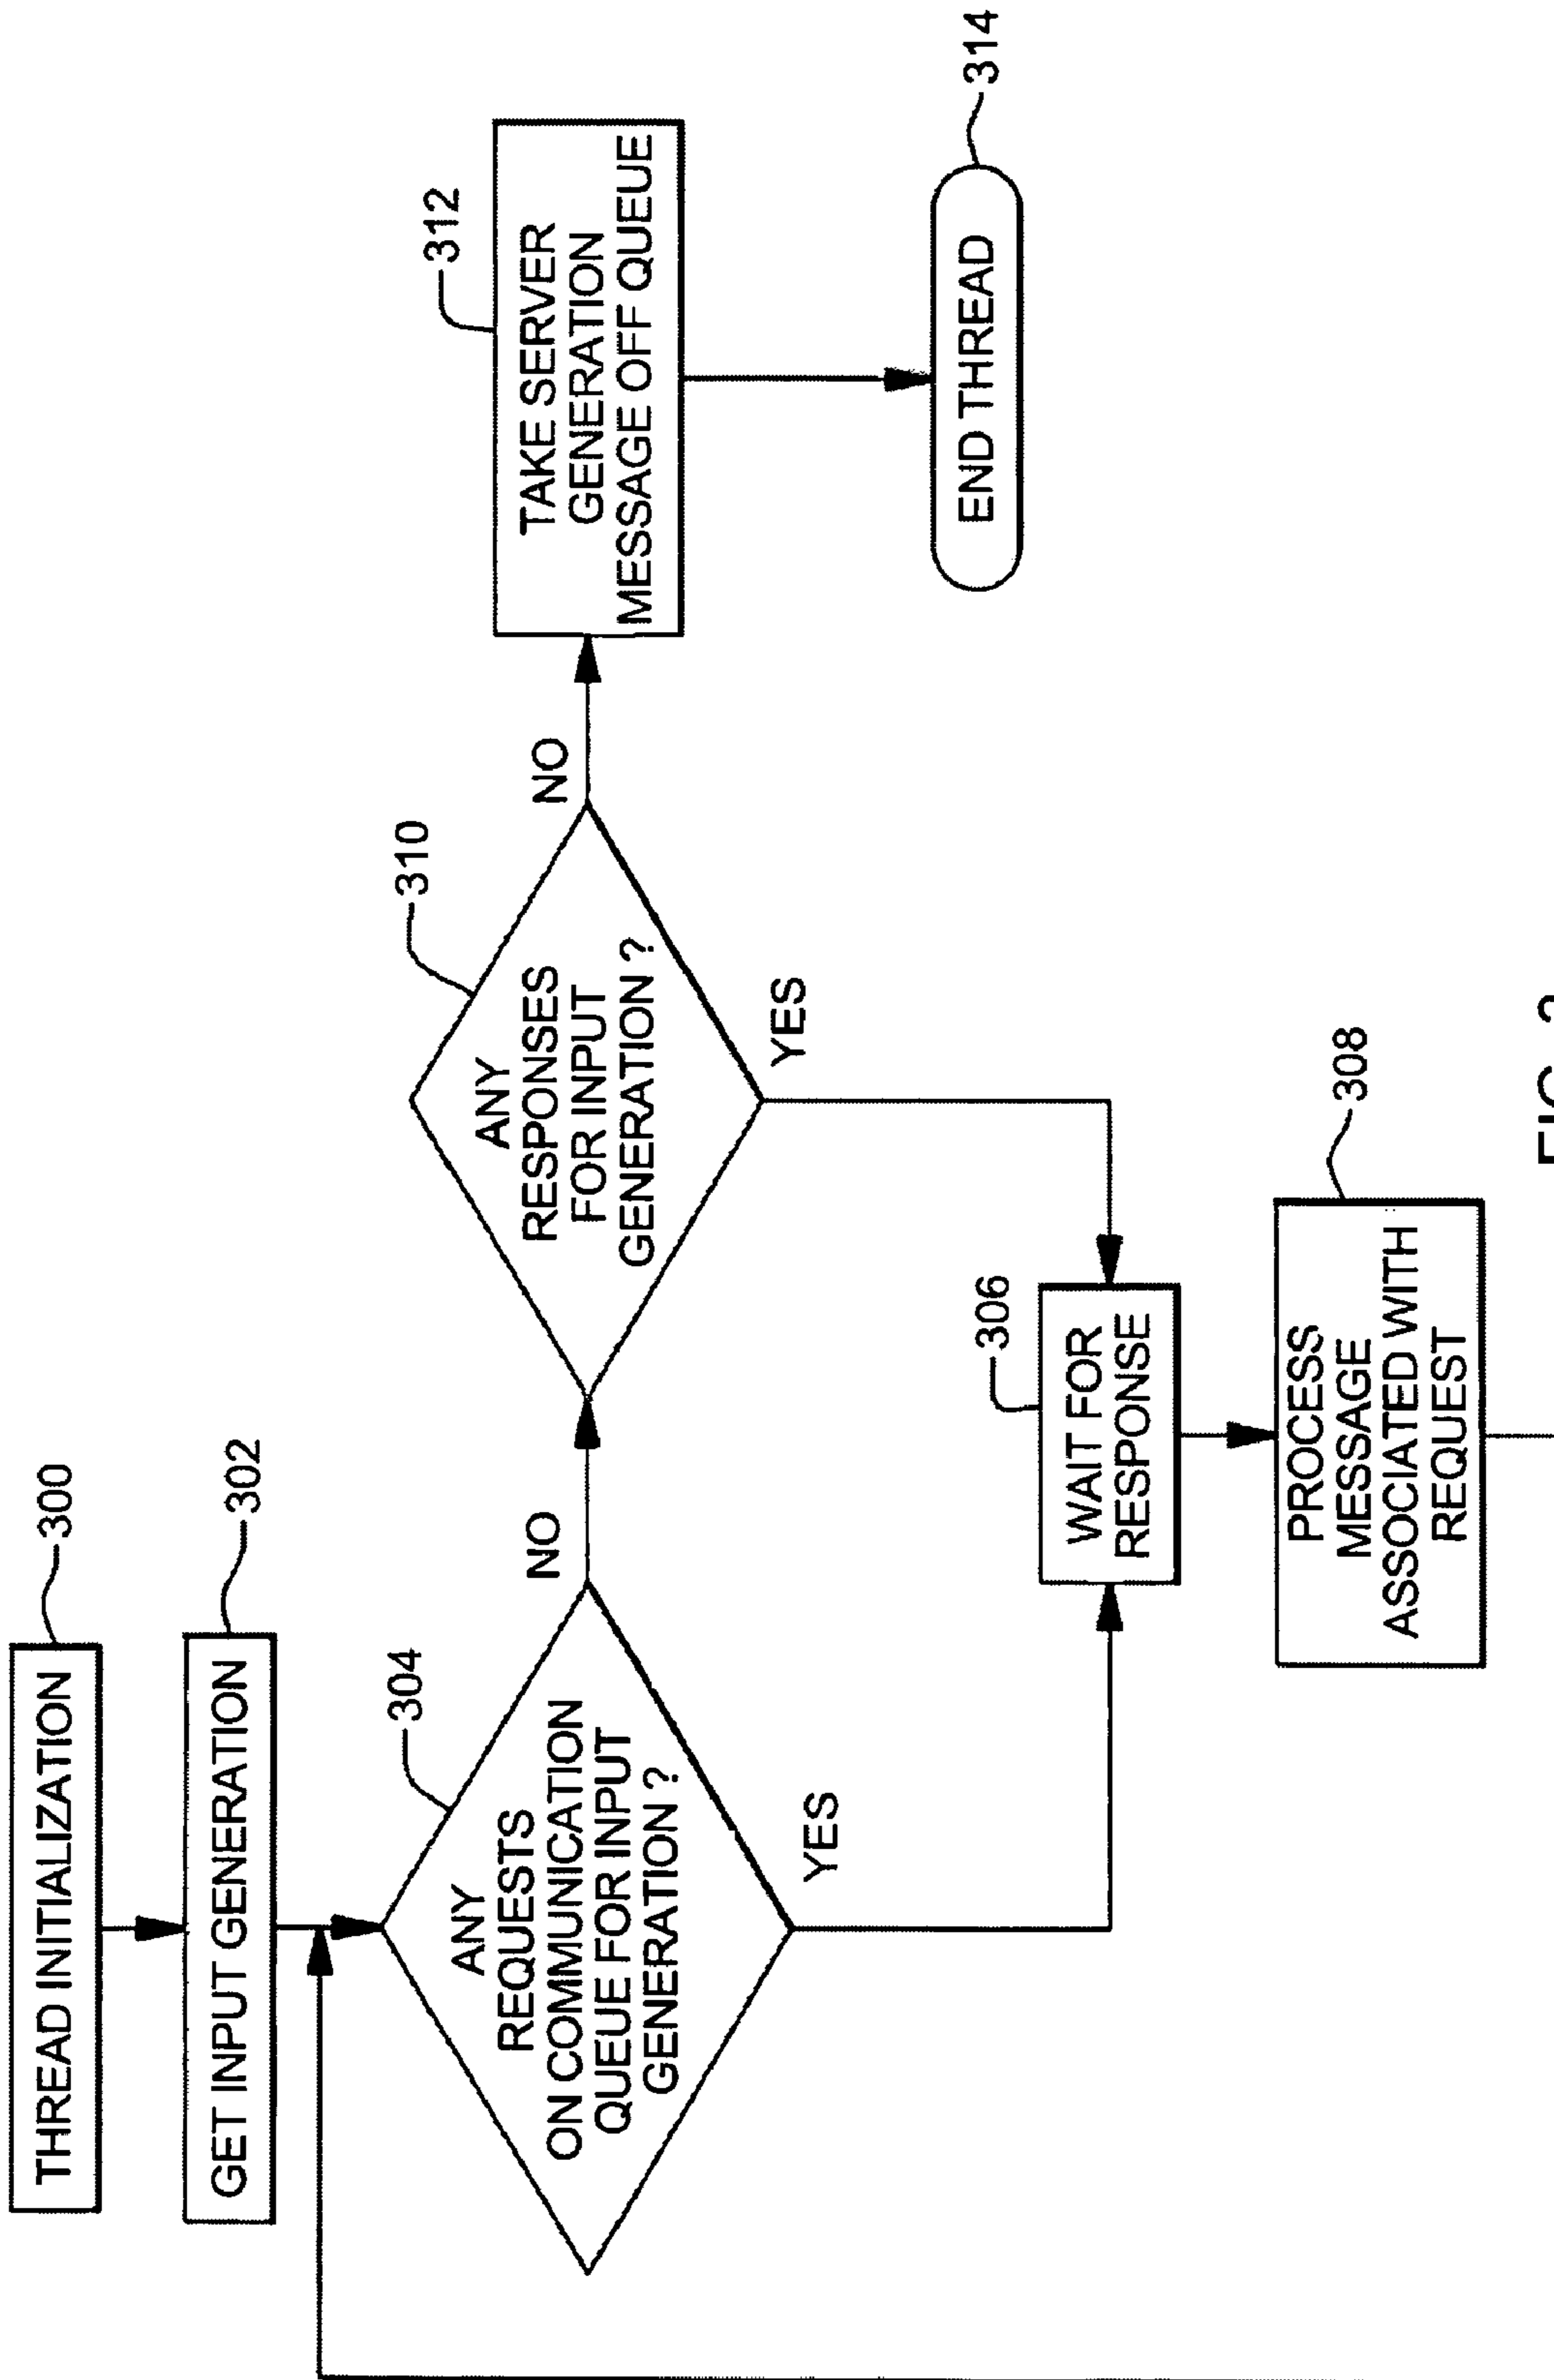 THREAD INITIALIZATION
300
GET INPUT GENERATION
302
304
ANY
REQUESTS
ON COMMUNICATION
QUEUE FOR INPUT
GENERATION ?
NO
YES
310
ANY
RESPONSES
FOR INPUT
GENERATION ?
NO
YES
312
TAKE SERVER
GENERATION
MESSAGE OFF QUEUE
END THREAD
314
306
WAIT FOR
RESPONSE
PROCESS
MESSAGE
ASSOCIATED WITH
REQUEST
308